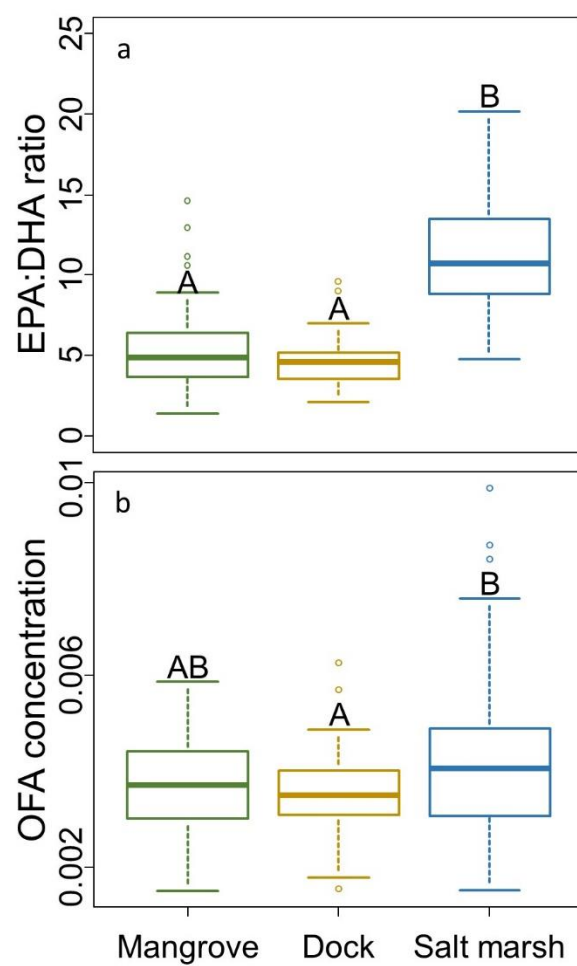 a
EPA:DHA ratio
25
20
15
10
5
0
A
A
B
b
OFA concentration
0.01
0.006
0.002
AB
A
B
Mangrove Dock Salt marsh